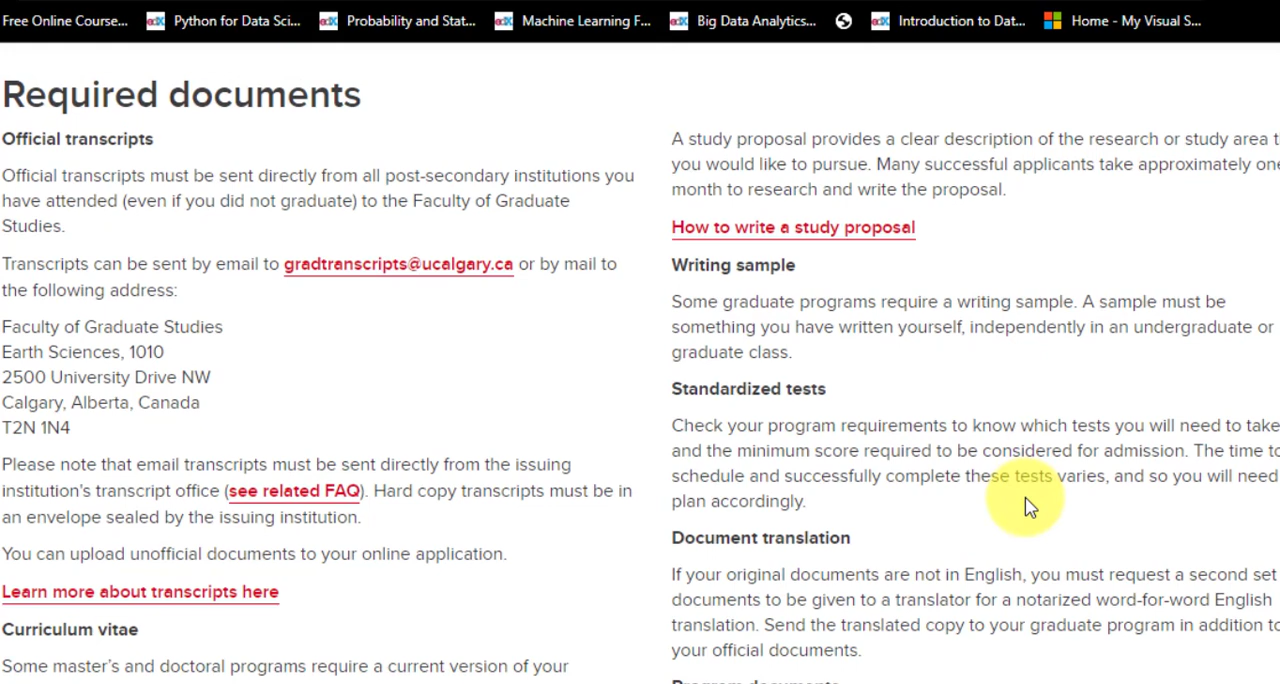 Free Online Course...
Python for Data Sci...
Probability and Stat...
Machine Learning F...
Big Data Analytics...
Introduction to Dat...
Home - My Visual S...
Required documents
Official transcripts
Official transcripts must be sent directly from all post-secondary institutions you
have attended (even if you did not graduate) to the Faculty of Graduate
Studies.
Transcripts can be sent by email to gradtranscripts@ucalgary.ca or by mail to
the following address:
Faculty of Graduate Studies
Earth Sciences, 1010
2500 University Drive NW
Calgary, Alberta, Canada
T2N 1N4
Please note that email transcripts must be sent directly from the issuing
institution's transcript office (see related FAQ). Hard copy transcripts must be in
an envelope sealed by the issuing institution.
You can upload unofficial documents to your online application.
Learn more about transcripts here
Curriculum vitae
Some master's and doctoral programs require a current version of your
A study proposal provides a clear description of the research or study area
you would like to pursue. Many successful applicants take approximately one
month to research and write the proposal.
How to write a study proposal
Writing sample
Some graduate programs require a writing sample. A sample must be
something you have written yourself, independently in an undergraduate or
graduate class.
Standardized tests
Check your program requirements to know which tests you will need to take
and the minimum score required to be considered for admission. The time to
schedule and successfully complete these tests varies, and so you will need
plan accordingly.
Document translation
If your original documents are not in English, you must request a second set
documents to be given to a translator for a notarized word-for-word English
translation. Send the translated copy to your graduate program in addition to
your official documents.